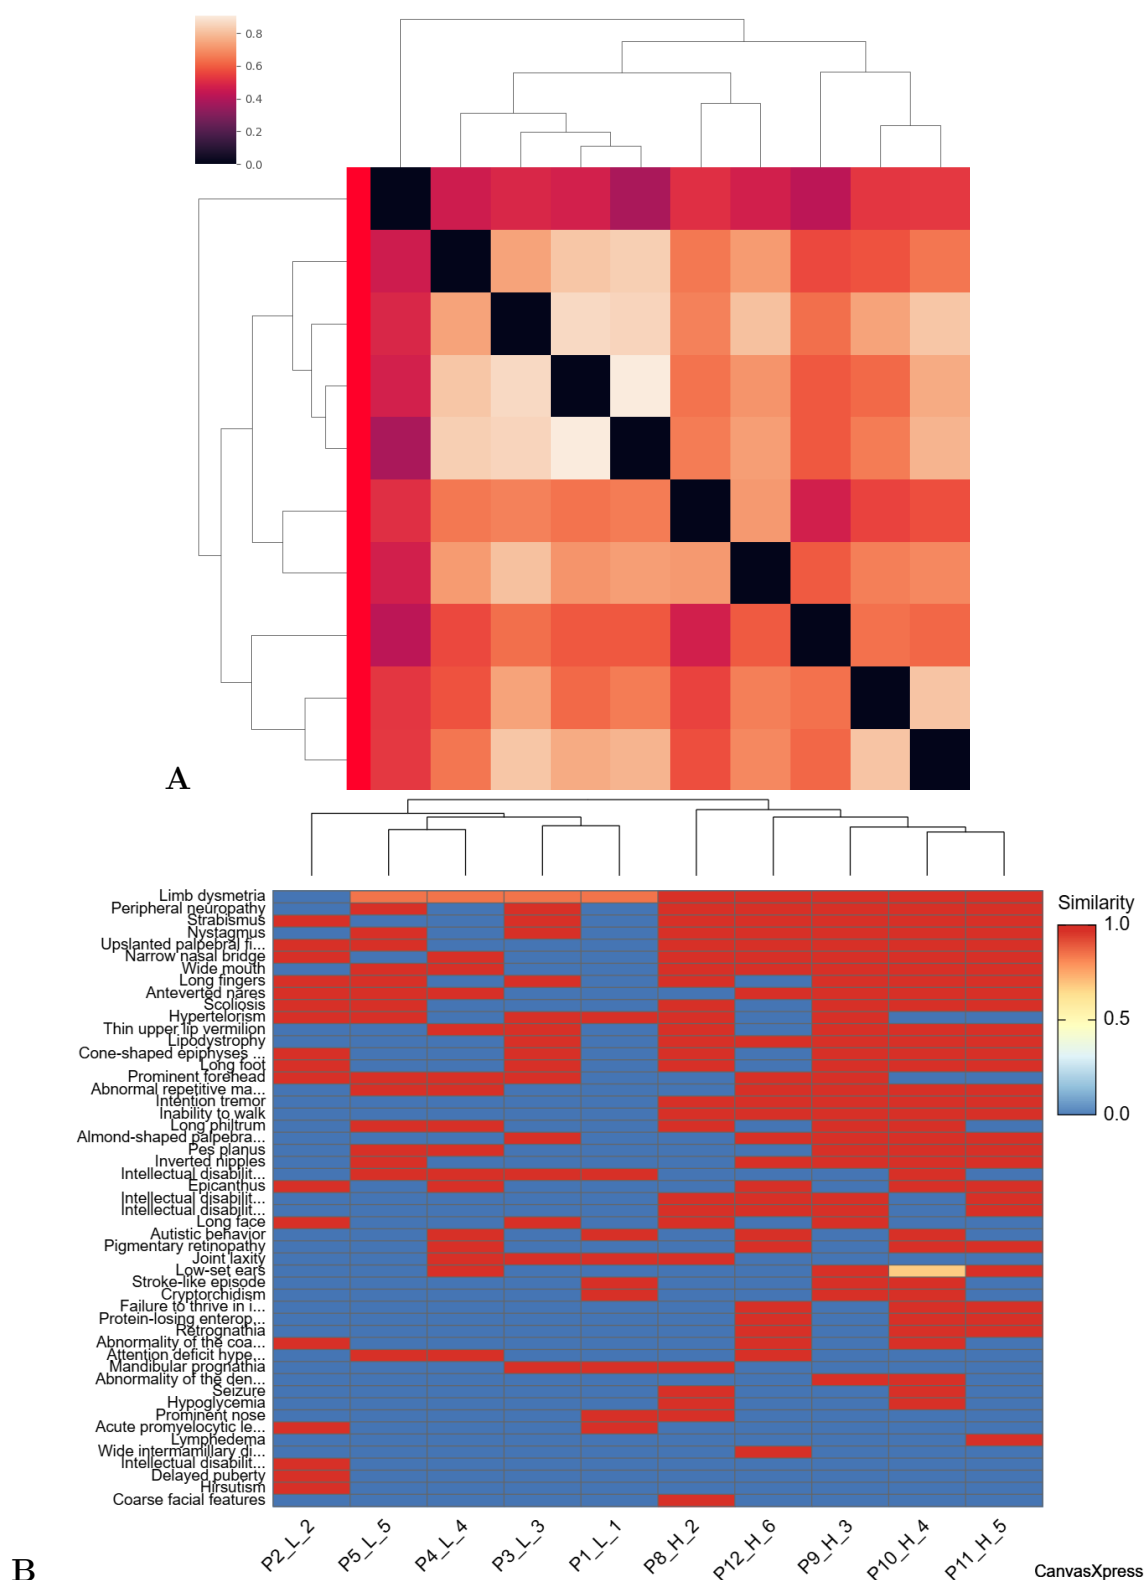 0.8
0.6
0.4
0.2
0.0
A
Limb dysmetria
Peripheral neuropathy
Strabismus
Nystagmus
Upslanted palpebral fi...
Narrow nasal bridge
Wide mouth
Long fingers
Anteverted nares
Scoliosis
Hypertelorism
Thin upper lip vermilion
Lipodystrophy
Cone-shaped epiphyses ...
Long foot
Prominent forehead
Abnormal repetitive ma...
Intention tremor
Inability to walk
Long philtrum
Almond-shaped palpebra...
Pes planus
Inverted nipples
Intellectual disabilit...
Epicanthus
Intellectual disabilit...
Intellectual disabilit...
Long face
Autistic behavior
Pigmentary retinopathy
Joint laxity
Low-set ears
Stroke-like episode
Cryptorchidism
Failure to thrive in i...
Protein-losing enterop...
Retrognathia
Abnormality of the coa...
Attention deficit hype...
Mandibular prognathia
Abnormality of the den...
Seizure
Hypoglycemia
Prominent nose
Acute promyelocytic le...
Lymphedema
Wide intermamillary di...
Intellectual disabilit...
Delayed puberty
Hirsutism
Coarse facial features
Similarity
1.0
0.5
0.0
P2_L_2
P5_L_5
P4_L_4
P3_L_3
P1_L_1
P8_H_2
P12_H_6
P9_H_3
P10_H_4
P11_H_5
B
CanvasXpress